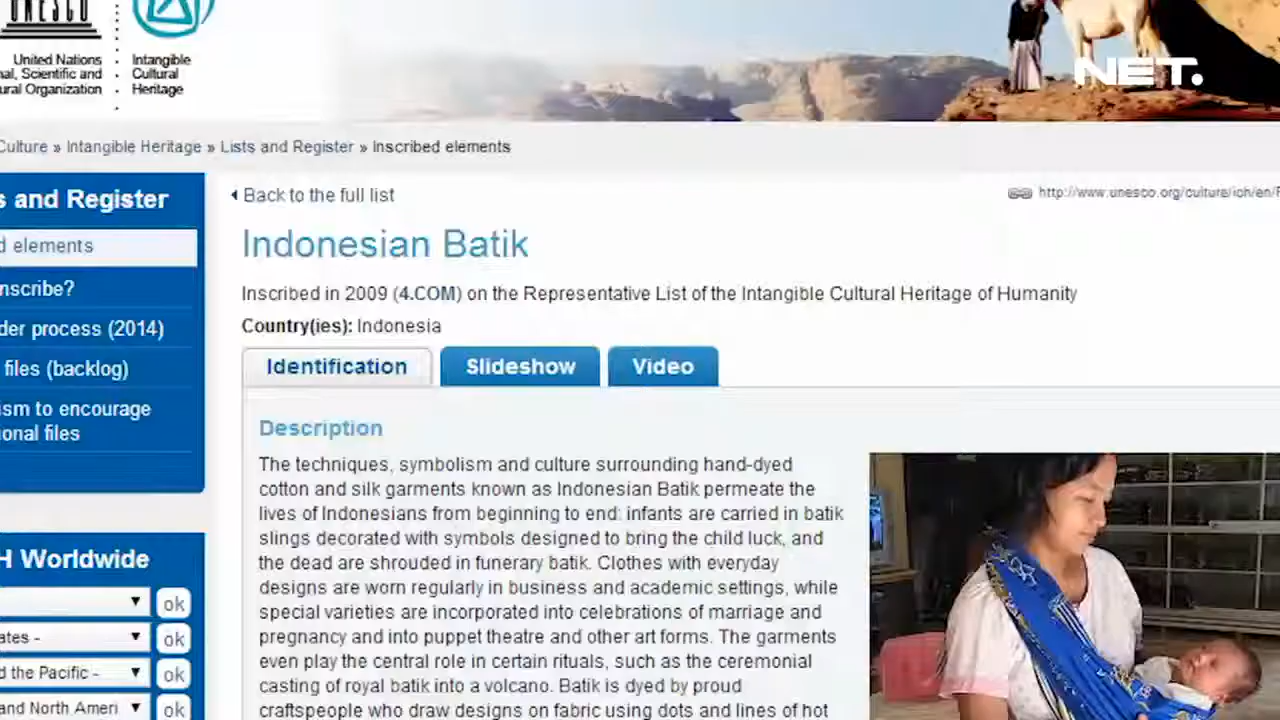 UNESCO
United Nations
nal, Scientific and
ural Organization
Intangible
Cultural
Heritage
NET.
Culture » Intangible Heritage » Lists and Register » Inscribed elements
s and Register
d elements
nscribe?
der process (2014)
files (backlog)
ism to encourage
ional files
H Worldwide
ok
ates - ok
d the Pacific - ok
and North Ameri ok
Back to the full list
http://www.unesco.org/culture/ich/en/
Indonesian Batik
Inscribed in 2009 (4.COM) on the Representative List of the Intangible Cultural Heritage of Humanity
Country(ies): Indonesia
Identification Slideshow Video
Description
The techniques, symbolism and culture surrounding hand-dyed
cotton and silk garments known as Indonesian Batik permeate the
lives of Indonesians from beginning to end: infants are carried in batik
slings decorated with symbols designed to bring the child luck, and
the dead are shrouded in funerary batik. Clothes with everyday
designs are worn regularly in business and academic settings, while
special varieties are incorporated into celebrations of marriage and
pregnancy and into puppet theatre and other art forms. The garments
even play the central role in certain rituals, such as the ceremonial
casting of royal batik into a volcano. Batik is dyed by proud
craftspeople who draw designs on fabric using dots and lines of hot